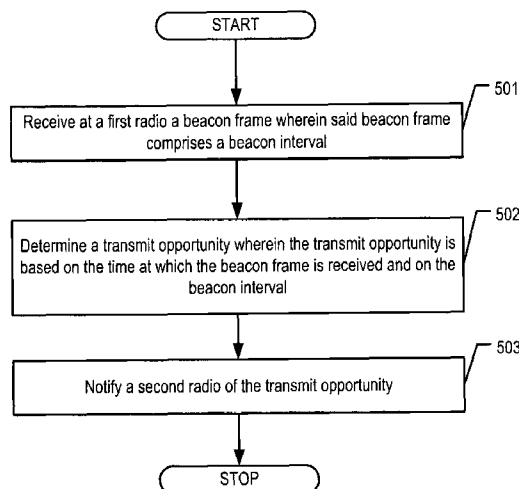 START
501
Receive at a first radio a beacon frame wherein said beacon frame
comprises a beacon interval
502
Determine a transmit opportunity wherein the transmit opportunity is
based on the time at which the beacon frame is received and on the
beacon interval
503
Notify a second radio of the transmit opportunity
STOP